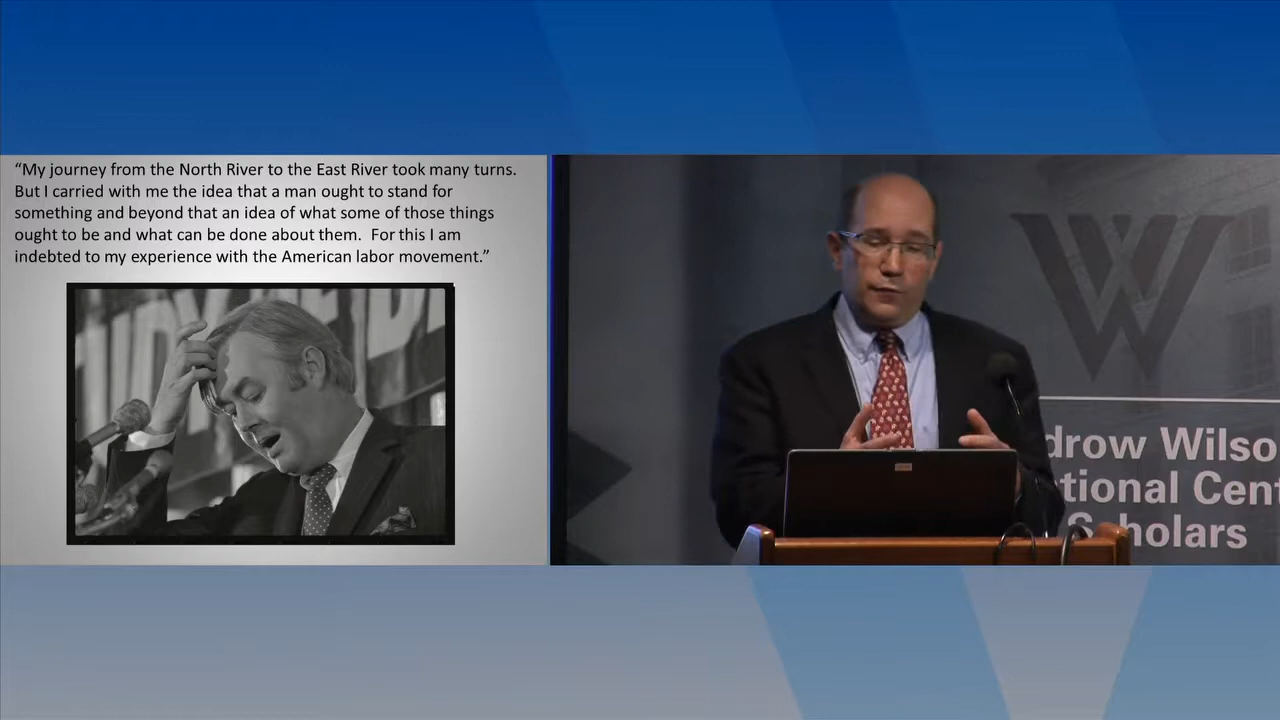 “My journey from the North River to the East River took many turns.
But I carried with me the idea that a man ought to stand for
something and beyond that an idea of what some of those things
ought to be and what can be done about them.  For this I am
indebted to my experience with the American labor movement.”
W
drow Wilso
tional Cent
Scholars